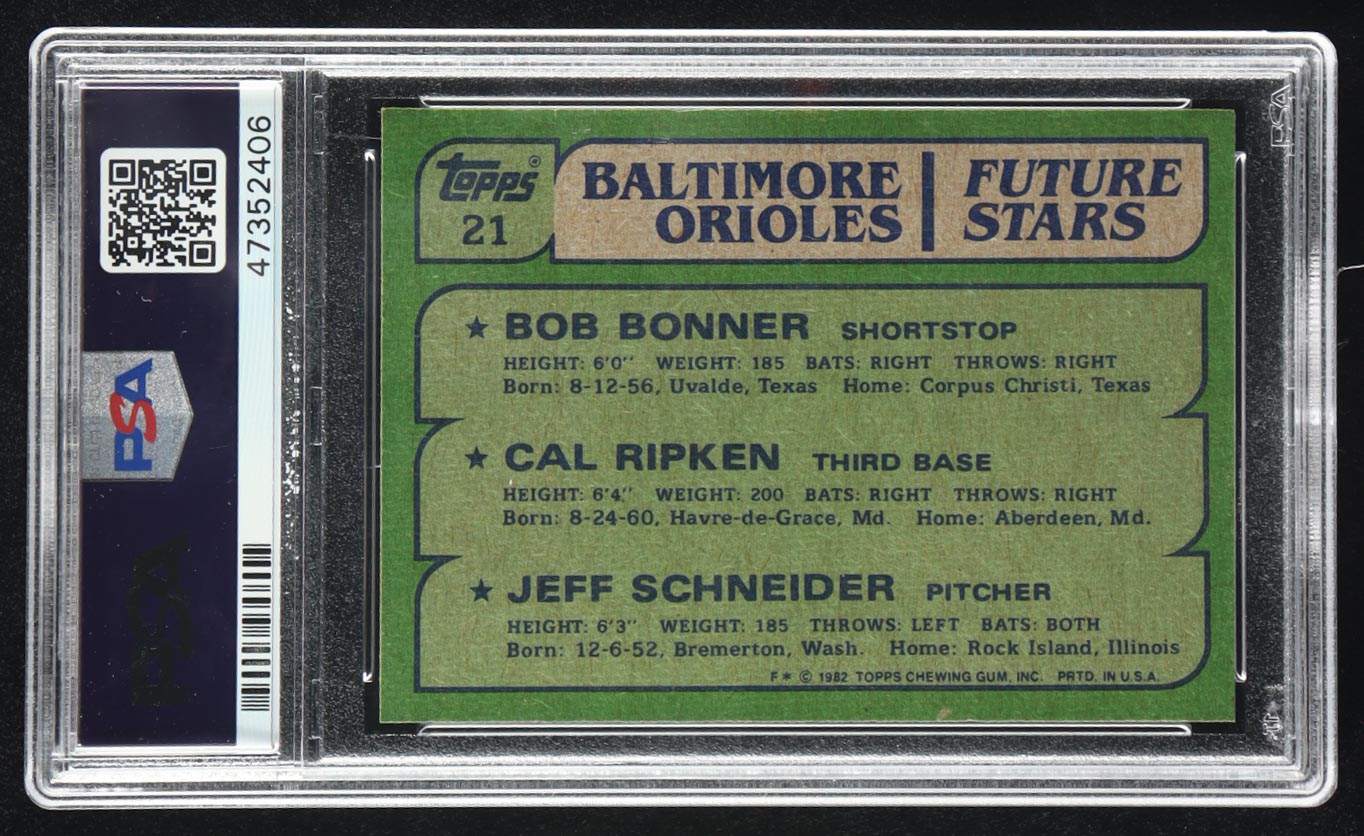 47352406
PSA
PSA
PSA
Topps®
21
BALTIMORE
ORIOLES
FUTURE
STARS
★ BOB BONNER SHORTSTOP
HEIGHT: 6'0" WEIGHT: 185 BATS: RIGHT THROWS: RIGHT
Born: 8-12-56, Uvalde, Texas Home: Corpus Christi, Texas
★ CAL RIPKEN THIRD BASE
HEIGHT: 6'4" WEIGHT: 200 BATS: RIGHT THROWS: RIGHT
Born: 8-24-60, Havre-de-Grace, Md. Home: Aberdeen, Md.
★ JEFF SCHNEIDER PITCHER
HEIGHT: 6'3" WEIGHT: 185 THROWS: LEFT BATS: BOTH
Born: 12-6-52, Bremerton, Wash. Home: Rock Island, Illinois
F* © 1982 TOPPS CHEWING GUM, INC. PRTD. IN U.S.A.